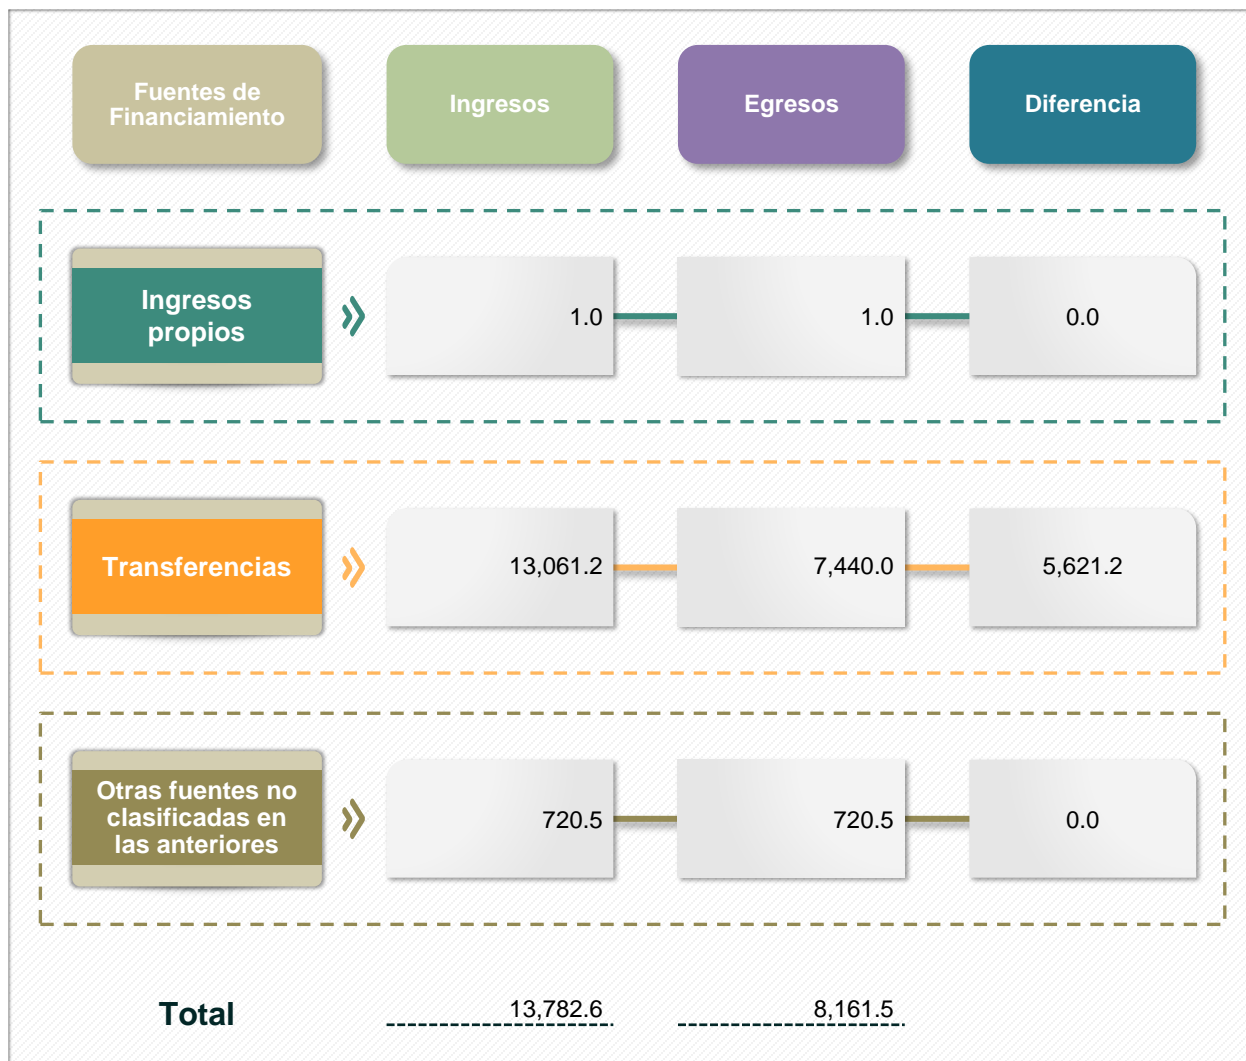 Fuentes de
Financiamiento
Ingresos
Egresos
Diferencia
Ingresos
propios
1.0
1.0
0.0
Transferencias
13,061.2
7,440.0
5,621.2
Otras fuentes no
clasificadas en
las anteriores
720.5
720.5
0.0
Total
13,782.6
8,161.5